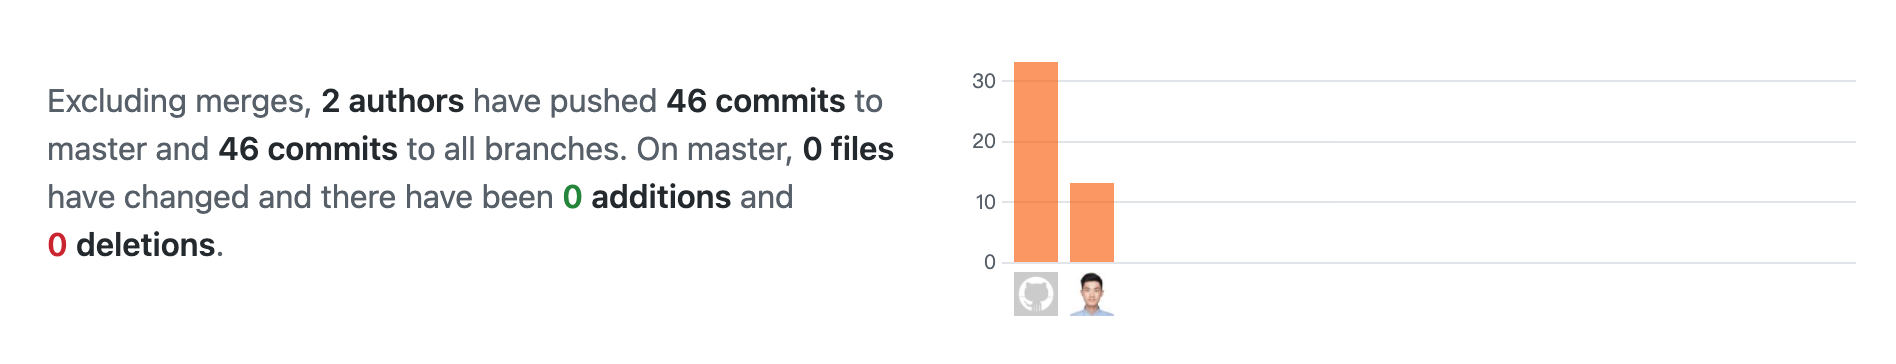 Excluding merges, 2 authors have pushed 46 commits to
master and 46 commits to all branches. On master, 0 files
have changed and there have been 0 additions and
0 deletions.
30
20
10
0